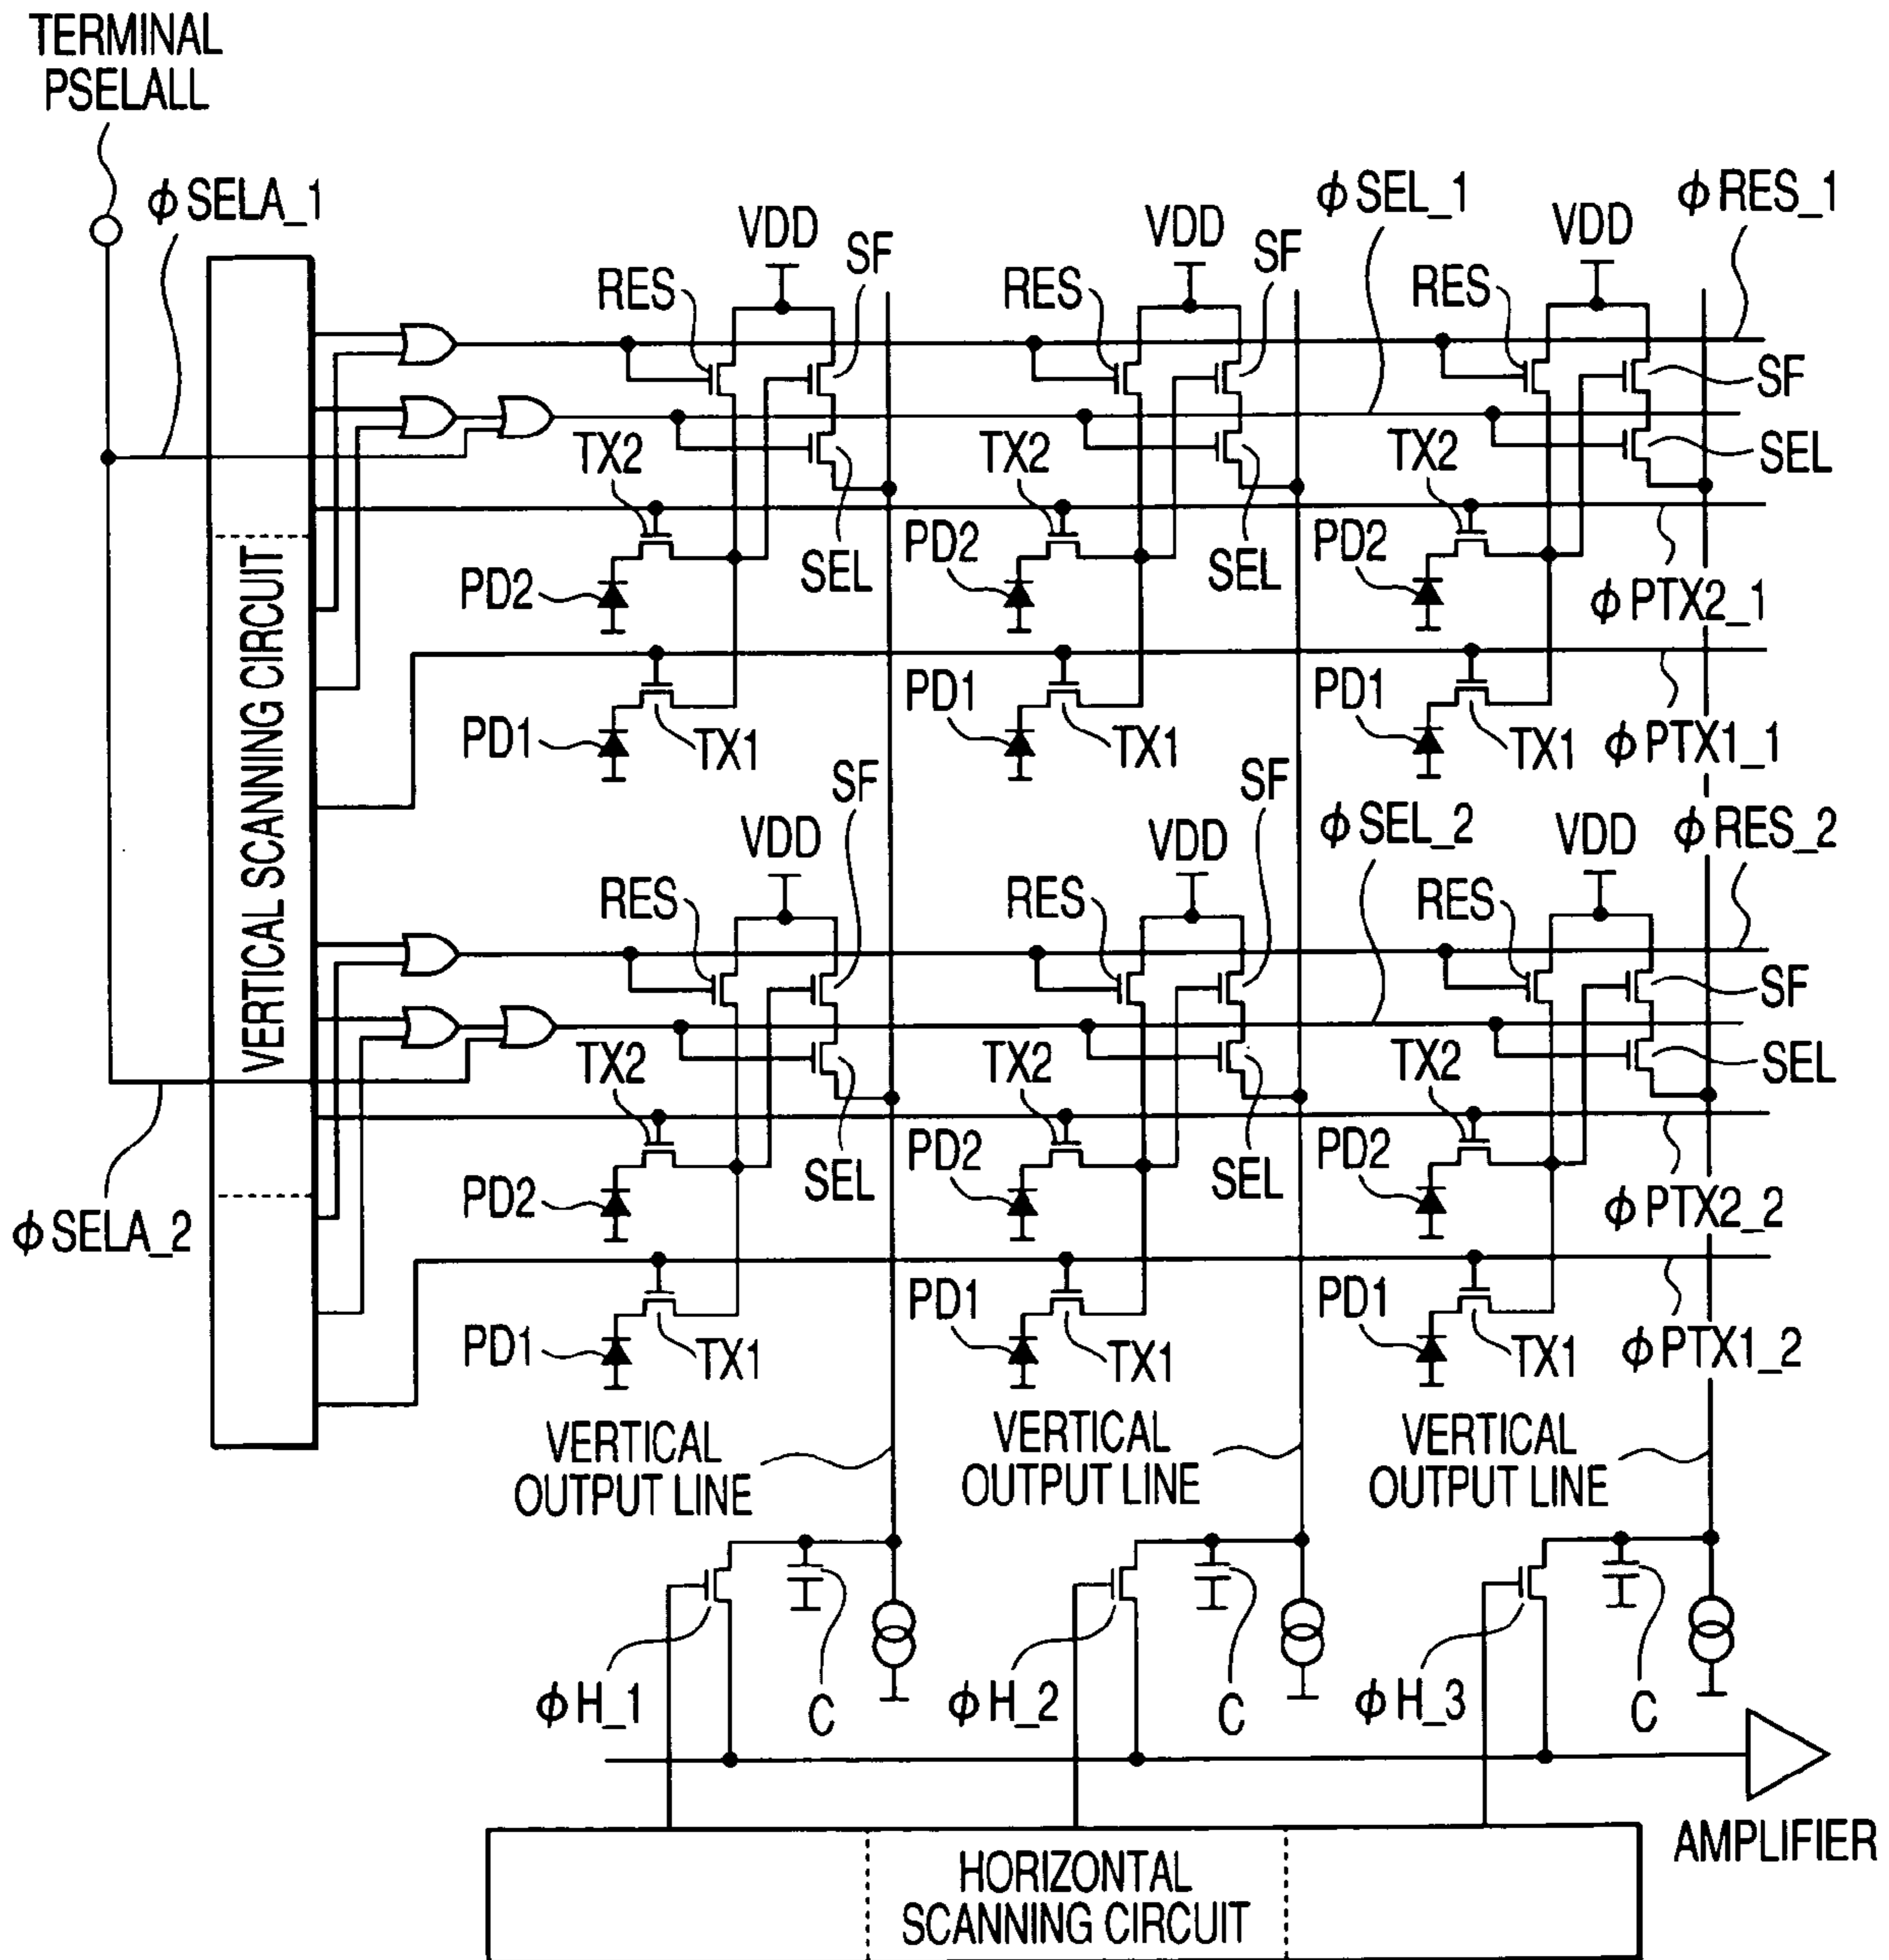 TERMINAL
PSELALL
φSELA_1
φSEL_1
φRES_1
VDD
VDD
VDD
RES
SF
RES
SF
RES
SF
TX2
TX2
TX2
SEL
PD2
SEL
PD2
SEL
PD2
φPTX2_1
PD1
TX1
PD1
TX1
PD1
TX1
φPTX1_1
VERTICAL SCANNING CIRCUIT
SF
SF
φSEL_2
φRES_2
VDD
VDD
VDD
RES
RES
RES
SF
TX2
TX2
TX2
SEL
PD2
SEL
PD2
SEL
PD2
φPTX2_2
φSELA_2
PD1
TX1
PD1
TX1
PD1
TX1
φPTX1_2
VERTICAL
OUTPUT LINE
VERTICAL
OUTPUT LINE
VERTICAL
OUTPUT LINE
φH_1
C
φH_2
C
φH_3
C
AMPLIFIER
HORIZONTAL
SCANNING CIRCUIT